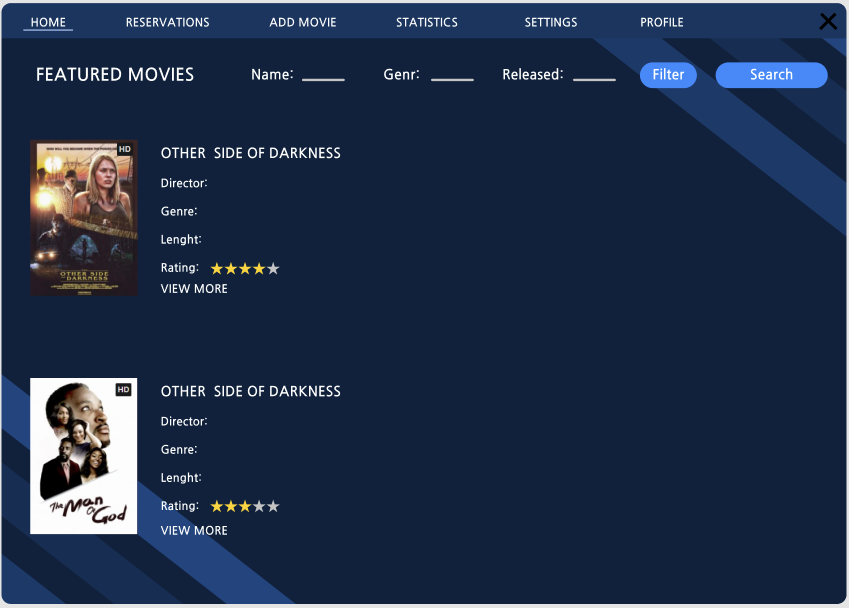 HOME RESERVATIONS ADD MOVIE STATISTICS SETTINGS PROFILE
FEATURED MOVIES Name: Genr: Released: Filter Search
HD
OTHER SIDE OF DARKNESS
Director:
Genre:
Lenght:
Rating:
VIEW MORE
OTHER SIDE
DARKNESS
HD
OTHER SIDE OF DARKNESS
Director:
Genre:
Lenght:
Rating:
VIEW MORE
The Man
Of God